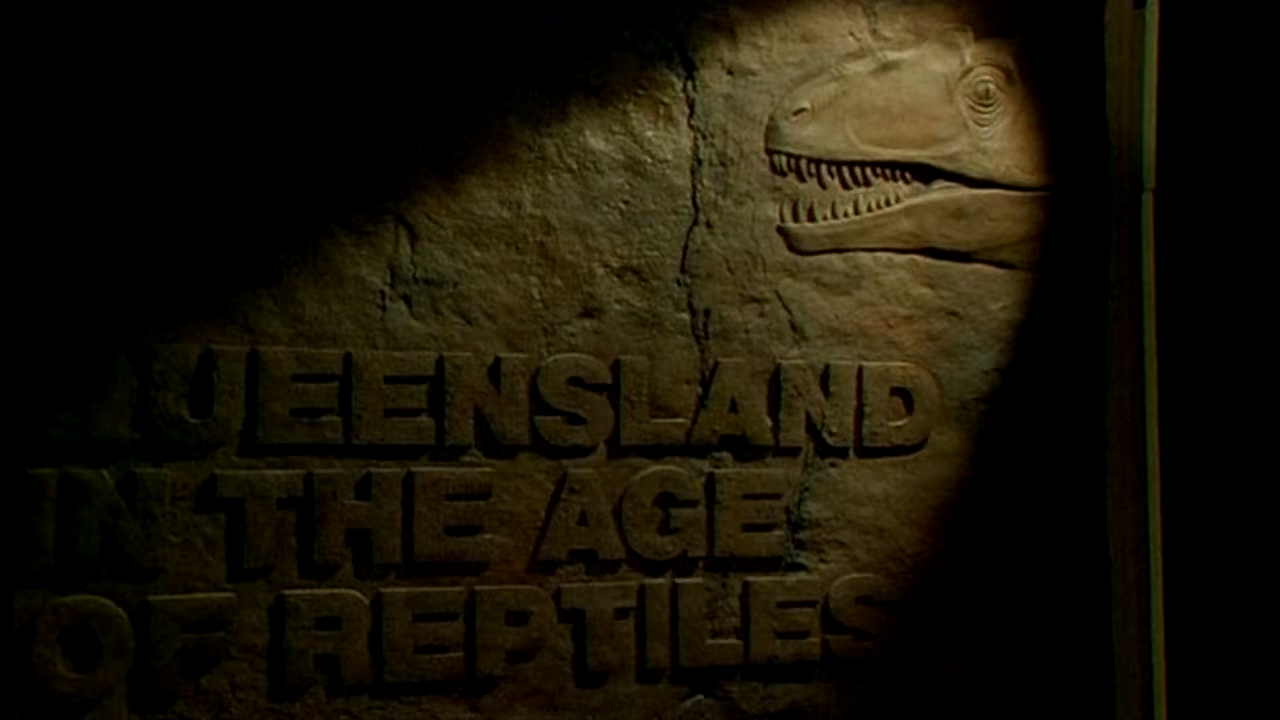 QUEENSLAND
IN THE AGE
OF REPTILES